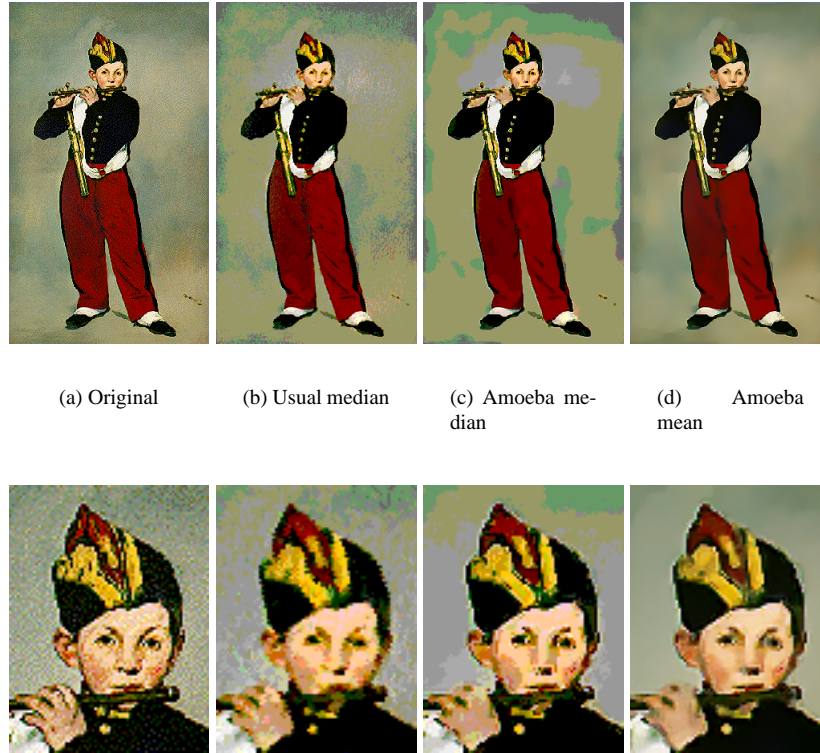 (a) Original
(b) Usual median
(c) Amoeba me-
dian
(d) Amoeba
mean